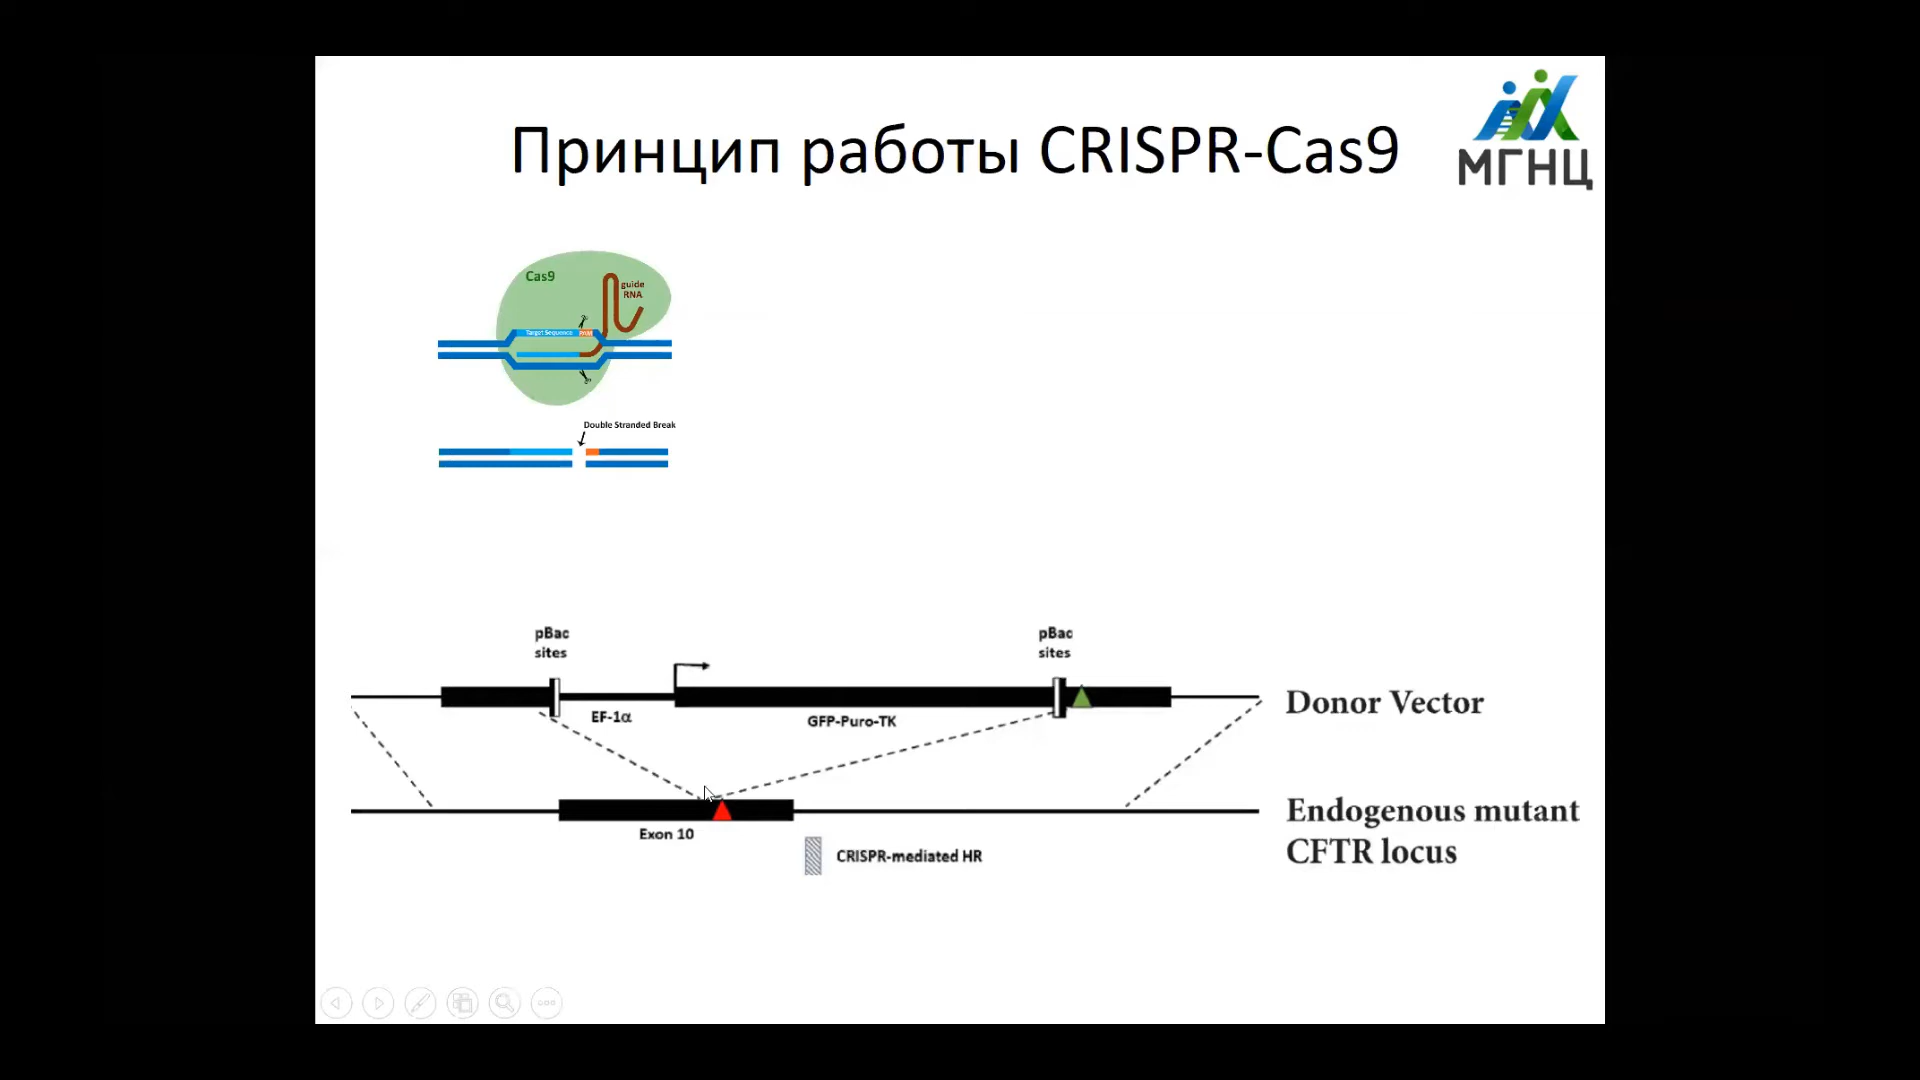 Принцип работы CRISPR-Cas9
МГНЦ
Cas9
guide
RNA
Target Sequence
PAM
Double Stranded Break
pBac
sites
pBac
sites
EF-1α
GFP-Puro-TK
Donor Vector
Exon 10
Endogenous mutant
CFTR locus
CRISPR-mediated HR